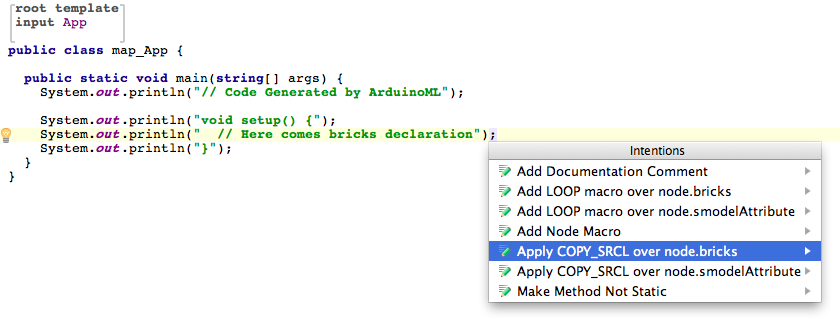 root template
input App
public class map_App {
public static void main(string[] args) {
System.out.println("// Code Generated by ArduinoML");
System.out.println("void setup() {");
System.out.println("  // Here comes bricks declaration");
System.out.println("}");
}
}
Intentions
Add Documentation Comment
Add LOOP macro over node.bricks
Add LOOP macro over node.smodelAttribute
Add Node Macro
Apply COPY_SRCL over node.bricks
Apply COPY_SRCL over node.smodelAttribute
Make Method Not Static